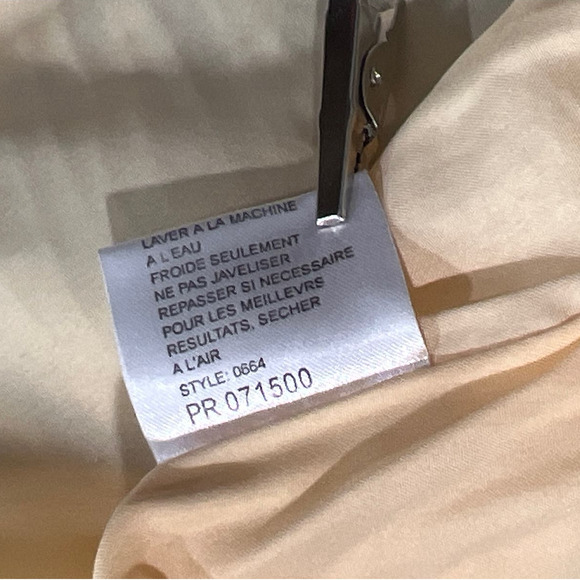 LAVER A LA MACHINE
A L'EAU
FROIDE SEULEMENT
NE PAS JAVELISER
REPASSER SI NECESSAIRE
POUR LES MEILLEVRS
RESULTATS, SECHER
A L'AIR
STYLE: 0664
PR 071500